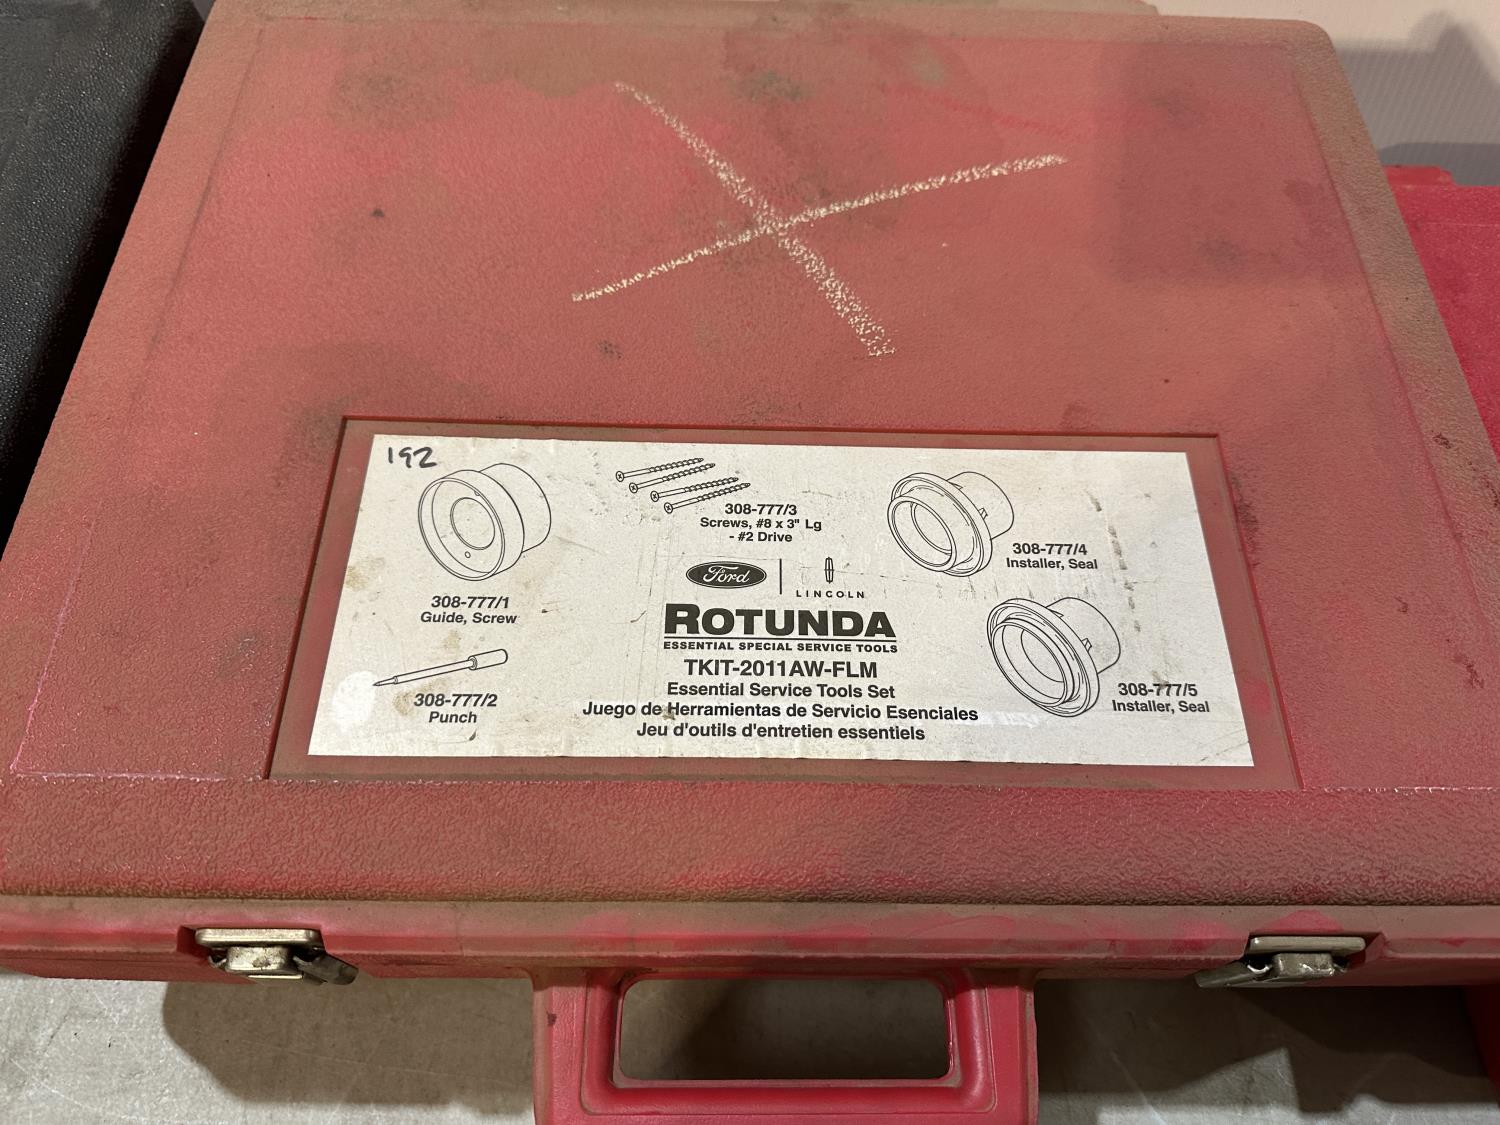 192
308-777/1
Guide, Screw
308-777/2
Punch
308-777/3
Screws, #8 x 3" Lg
- #2 Drive
Ford
LINCOLN
ROTUNDA
ESSENTIAL SPECIAL SERVICE TOOLS
TKIT-2011AW-FLM
Essential Service Tools Set
Juego de Herramientas de Servicio Esenciales
Jeu d'outils d'entretien essentiels
308-777/4
Installer, Seal
308-777/5
Installer, Seal